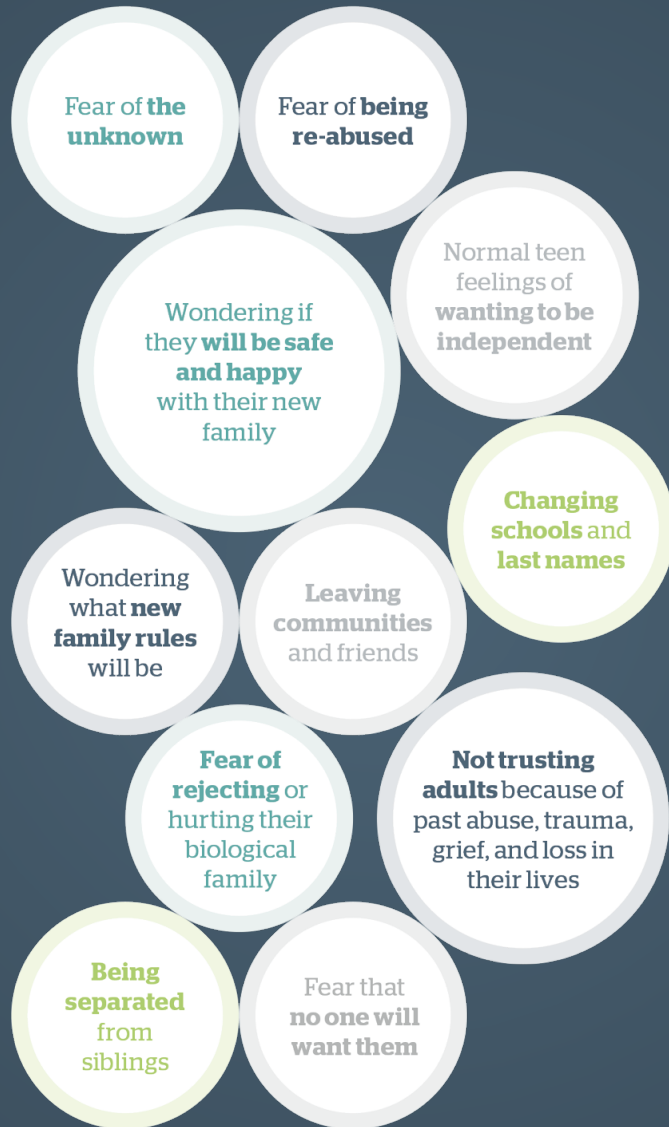 Fear of the
unknown
Fear of being
re-abused
Normal teen
feelings of
wanting to be
independent
Wondering if
they will be safe
and happy
with their new
family
Changing
schools and
last names
Wondering
what new
family rules
will be
Leaving
communities
and friends
Fear of
rejecting or
hurting their
biological
family
Not trusting
adults because of
past abuse, trauma,
grief, and loss in
their lives
Being
separated
from
siblings
Fear that
no one will
want them